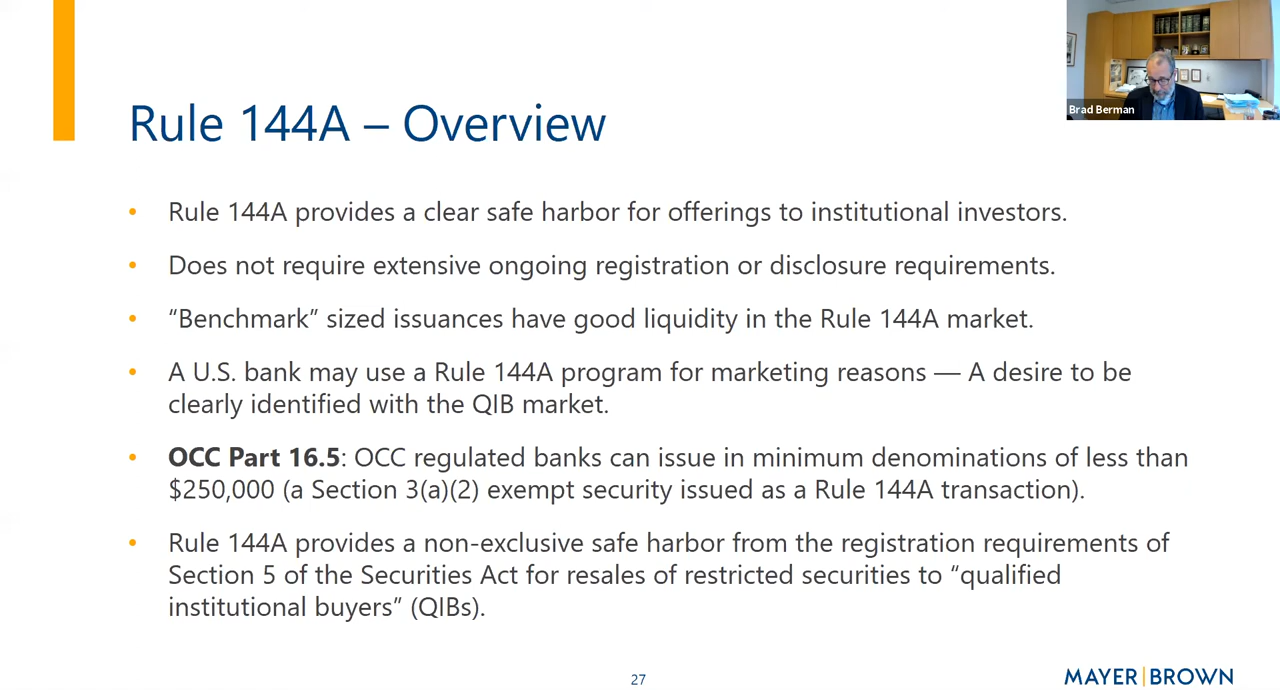 Brad Berman
Rule 144A – Overview
• Rule 144A provides a clear safe harbor for offerings to institutional investors.
• Does not require extensive ongoing registration or disclosure requirements.
• “Benchmark” sized issuances have good liquidity in the Rule 144A market.
• A U.S. bank may use a Rule 144A program for marketing reasons — A desire to be
clearly identified with the QIB market.
• OCC Part 16.5: OCC regulated banks can issue in minimum denominations of less than
$250,000 (a Section 3(a)(2) exempt security issued as a Rule 144A transaction).
• Rule 144A provides a non-exclusive safe harbor from the registration requirements of
Section 5 of the Securities Act for resales of restricted securities to “qualified
institutional buyers” (QIBs).
27
MAYER|BROWN